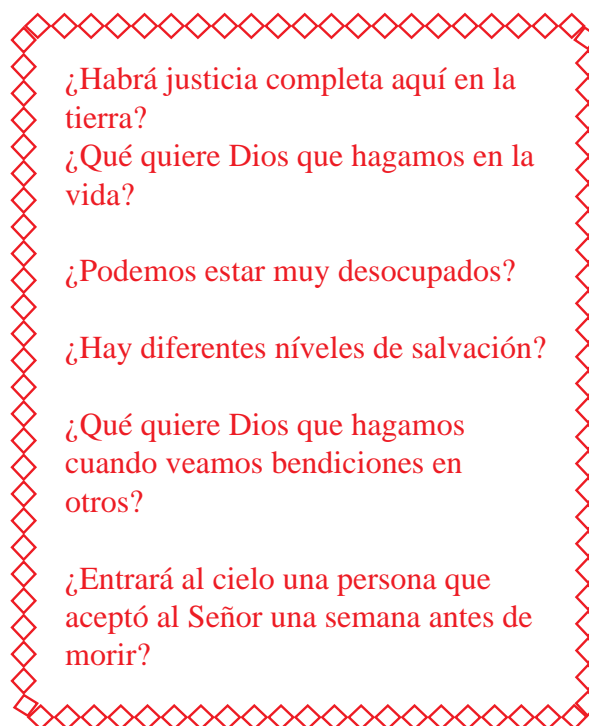 ¿Habrá justicia completa aquí en la
tierra?
¿Qué quiere Dios que hagamos en la
vida?
¿Podemos estar muy desocupados?
¿Hay diferentes níveles de salvación?
¿Qué quiere Dios que hagamos
cuando veamos bendiciones en
otros?
¿Entrará al cielo una persona que
aceptó al Señor una semana antes de
morir?